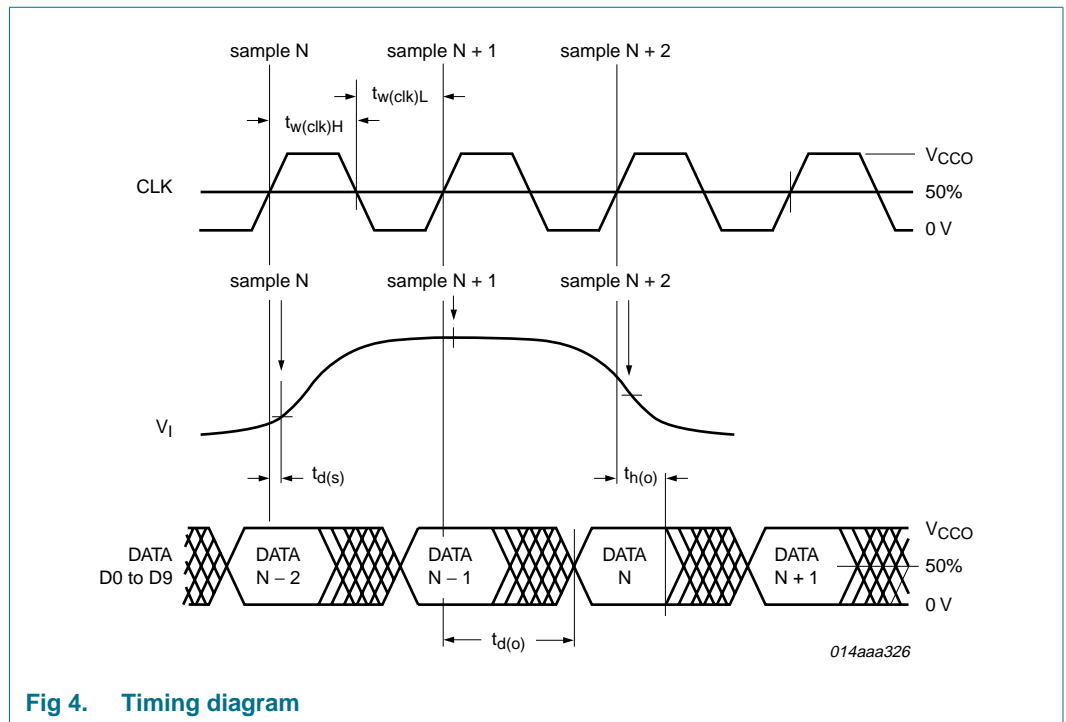 sample N
sample N + 1
sample N + 2
tw(clk)L
tw(clk)H
VCCO
CLK
50%
0 V
sample N
sample N + 1
sample N + 2
VI
td(s)
th(o)
VCCO
DATA
D0 to D9
DATA
N − 2
DATA
N − 1
DATA
N
DATA
N + 1
50%
0 V
td(o)
014aaa326
Fig 4. Timing diagram